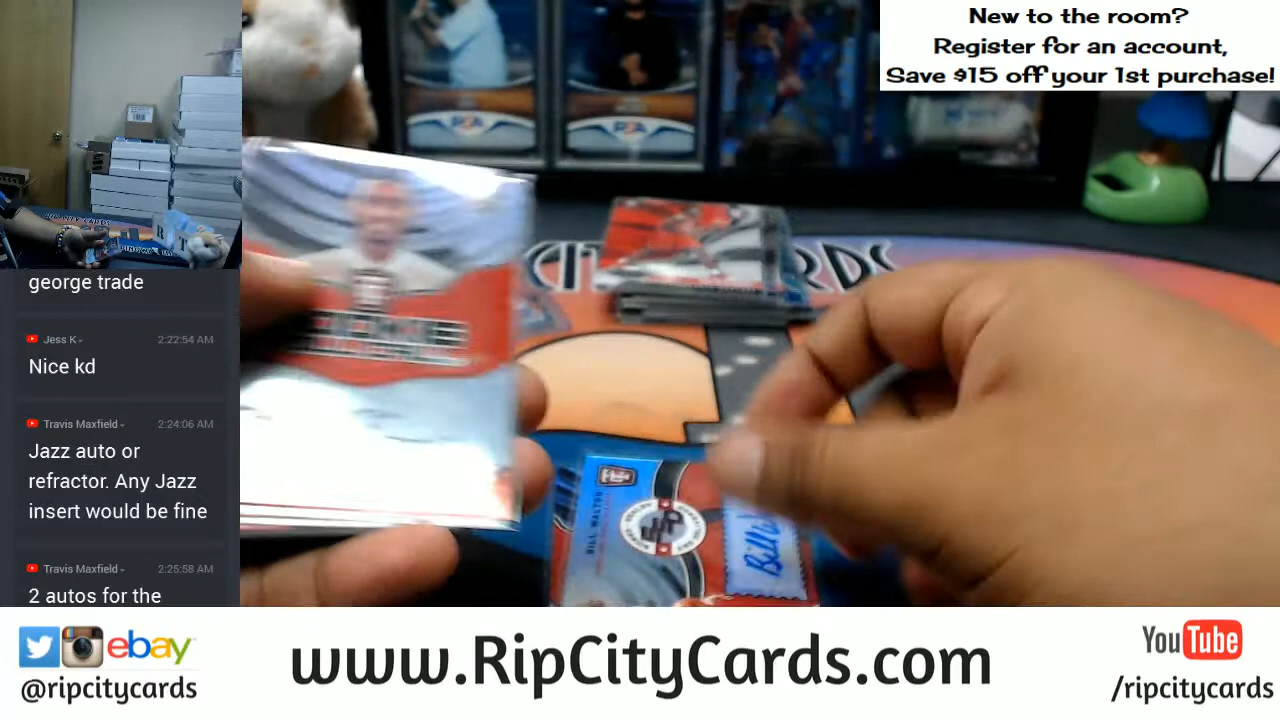 New to the room?
Register for an account,
Save $15 off your 1st purchase!
george trade
Jess K
2:22:54 AM
Nice kd
Travis Maxfield
2:24:06 AM
Jazz auto or
refractor. Any Jazz
insert would be fine
Travis Maxfield
2:25:58 AM
2 autos for the
PSA
PSA
CARDS
BILL WALTON
ebay
@ripcitycards
www.RipCityCards.com
YouTube
/ripcitycards